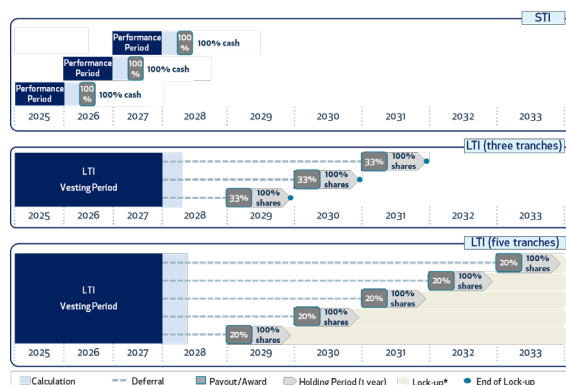 STI
Performance
Period
100
%
100% cash
Performance
Period
100
%
100% cash
Performance
Period
100
%
100% cash
2025 2026 2027 2028 2029 2030 2031 2032 2033
LTI (three tranches)
LTI
Vesting Period
33%
100%
shares
33%
100%
shares
33%
100%
shares
2025 2026 2027 2028 2029 2030 2031 2032 2033
LTI (five tranches)
LTI
Vesting Period
20%
100%
shares
20%
100%
shares
20%
100%
shares
20%
100%
shares
20%
100%
shares
2025 2026 2027 2028 2029 2030 2031 2032 2033
Calculation Deferral Payout/Award Holding Period (1 year) Lock-up* End of Lock-up